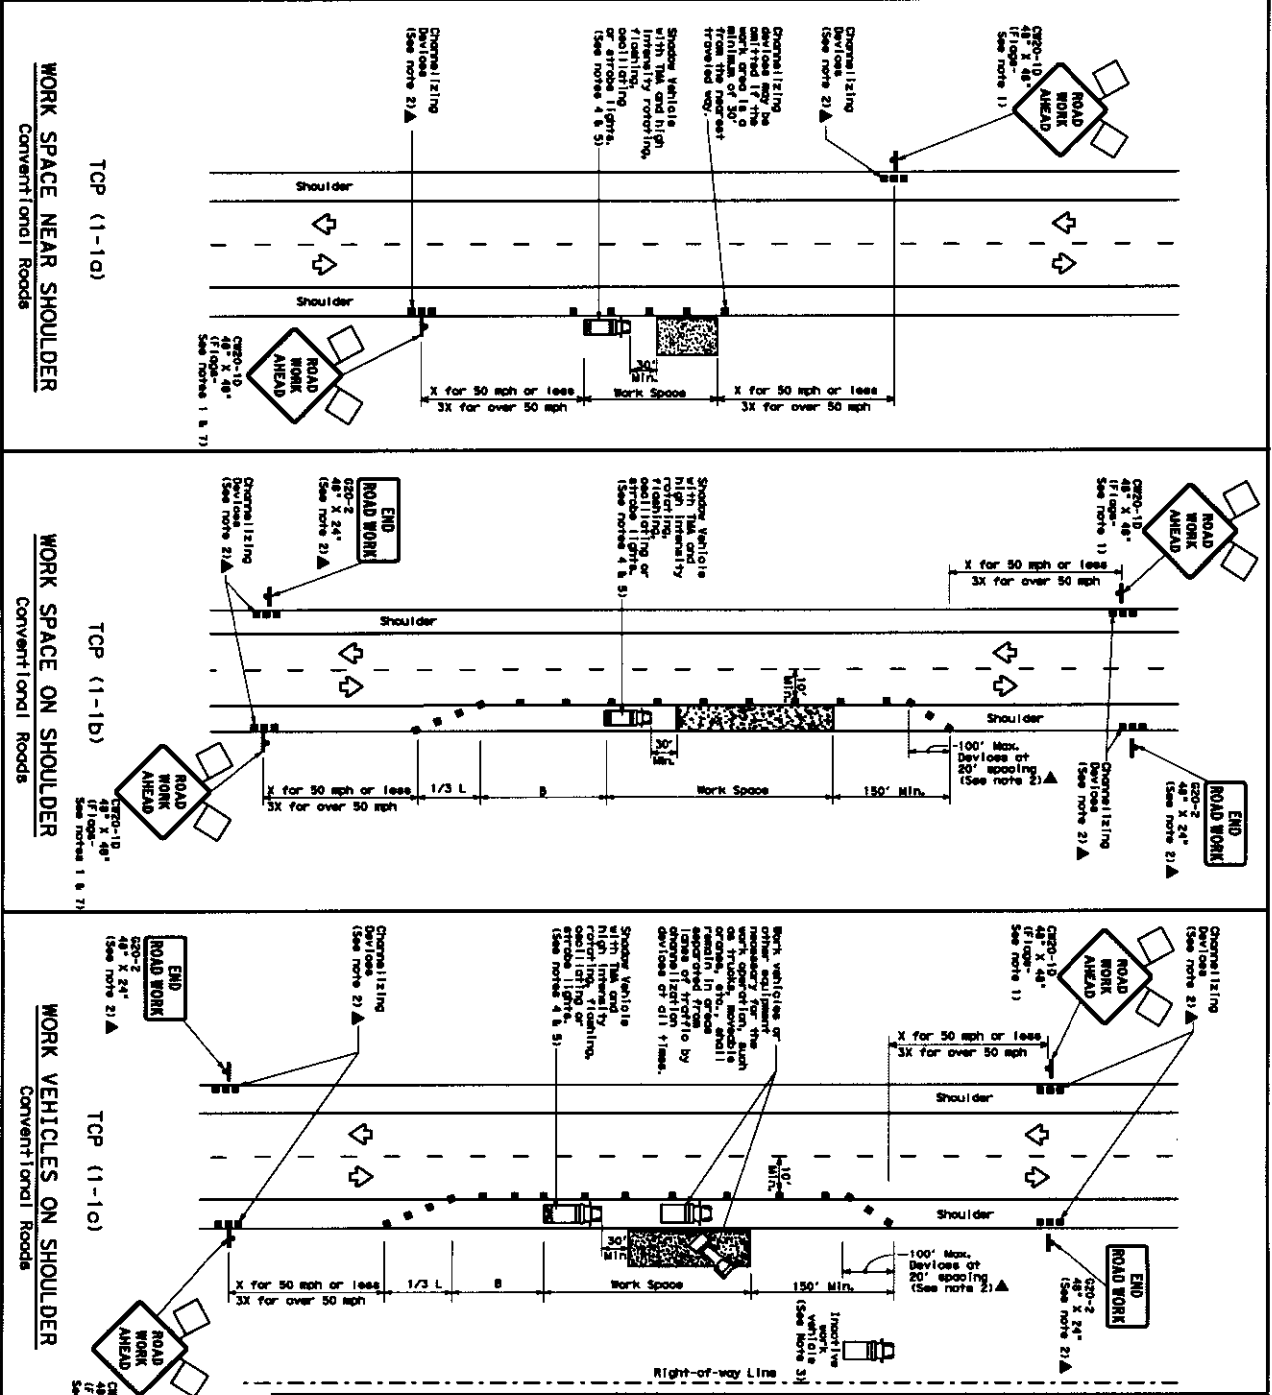 CW20-1D
48" X 48"
(Flags-
See note 1)
ROAD
WORK
AHEAD
Channelizing
Devices
(See note 2)▲
Channelizing
devices may be
omitted if the
work area is a
minimum of 30'
from the nearest
traveled way.
Shadow Vehicle
with TMA and high
intensity rotating,
flashing,
oscillating
or strobe lights.
(See notes 4 & 5)
Channelizing
Devices
(See note 2)▲
Shoulder
Shoulder
30'
Min.
X for 50 mph or less
3X for over 50 mph
Work Space
X for 50 mph or less
3X for over 50 mph
ROAD
WORK
AHEAD
CW20-1D
48" X 48"
(Flags-
See notes 1 & 7)
TCP (1-1a)
WORK SPACE NEAR SHOULDER
Conventional Roads
CW20-1D
48" X 48"
(Flags-
See note 1)
ROAD
WORK
AHEAD
X for 50 mph or less
3X for over 50 mph
Shadow Vehicle
with TMA and
high intensity
rotating,
flashing,
oscillating or
strobe lights.
(See notes 4 & 5)
END
ROAD WORK
G20-2
48" X 24"
(See note 2)▲
Channelizing
Devices
(See note 2)▲
Shoulder
10'
Min.
Shoulder
30'
Min.
100' Max.
Devices at
20' spacing
(See note 2)▲
X for 50 mph or less
3X for over 50 mph
1/3 L
B
Work Space
150' Min.
Channelizing
Devices
(See note 2)▲
END
ROAD WORK
G20-2
48" X 24"
(See note 2)▲
ROAD
WORK
AHEAD
CW20-1D
48" X 48"
(Flags-
See notes 1 & 7)
TCP (1-1b)
WORK SPACE ON SHOULDER
Conventional Roads
Channelizing
Devices
(See note 2)▲
CW20-1D
48" X 48"
(Flags-
See note 1)
ROAD
WORK
AHEAD
X for 50 mph or less
3X for over 50 mph
Work vehicles or
other equipment
necessary for the
work operation, such
as trucks, moveable
cranes, etc., shall
remain in areas
separated from
lanes of traffic by
channelization
devices at all times.
Shadow Vehicle
with TMA and
high intensity
rotating, flashing,
oscillating or
strobe lights.
(See notes 4 & 5)
Channelizing
Devices
(See note 2)▲
END
ROAD WORK
G20-2
48" X 24"
(See note 2)▲
Shoulder
10'
Min.
Shoulder
30'
Min.
100' Max.
Devices at
20' spacing
(See note 2)▲
X for 50 mph or less
3X for over 50 mph
1/3 L
B
Work Space
150' Min.
END
ROAD WORK
G20-2
48" X 24"
(See note 2)▲
Inactive
work
vehicle
(See Note 3)
Right-of-way Line
ROAD
WORK
AHEAD
TCP (1-1c)
WORK VEHICLES ON SHOULDER
Conventional Roads